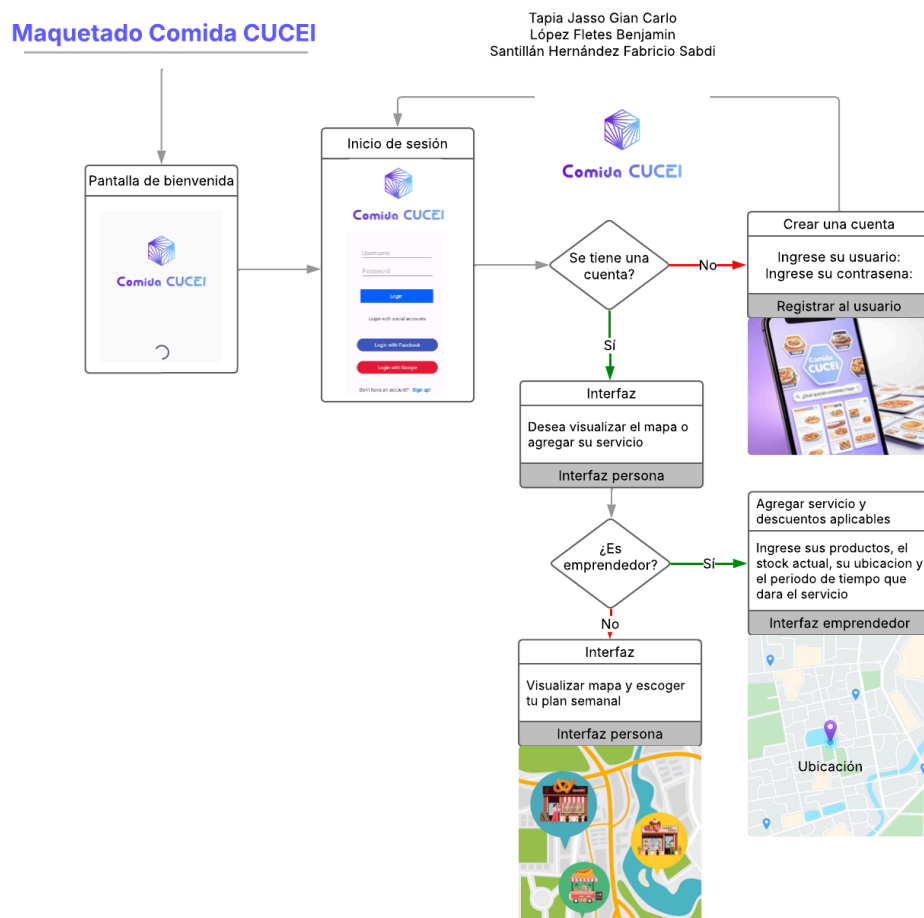 Maquetado Comida CUCEI
Tapia Jasso Gian Carlo
López Fletes Benjamin
Santillán Hernández Fabricio Sabdi
Pantalla de bienvenida
Comida CUCEI
Inicio de sesión
Comida CUCEI
Username
Password
Login
Login with social accounts
Login with Facebook
Login with Google
Don't have an account? Sign up!
Comida CUCEI
Se tiene una
cuenta?
No
Sí
Crear una cuenta
Ingrese su usuario:
Ingrese su contrasena:
Registrar al usuario
Comida
CUCEI
Interfaz
Desea visualizar el mapa o
agregar su servicio
Interfaz persona
¿Es
emprendedor?
Sí
No
Agregar servicio y
descuentos aplicables
Ingrese sus productos, el
stock actual, su ubicacion y
el periodo de tiempo que
dara el servicio
Interfaz emprendedor
Ubicación
Interfaz
Visualizar mapa y escoger
tu plan semanal
Interfaz persona